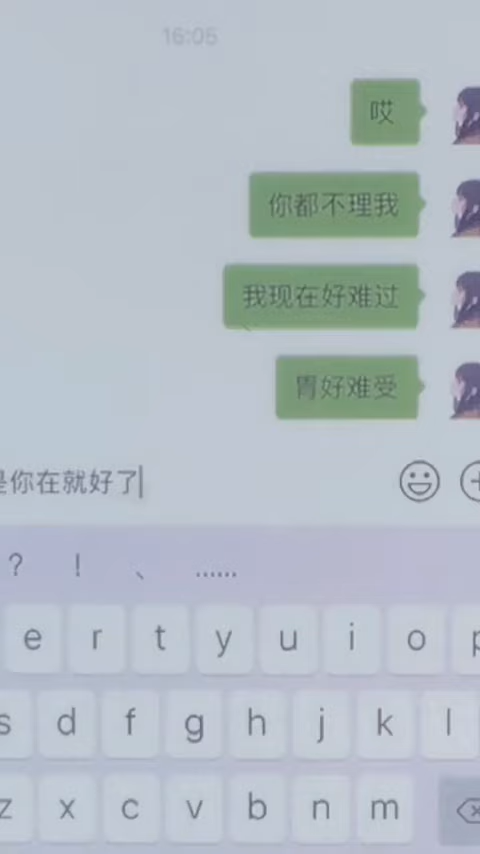 16:05
哎
你都不理我
我现在好难过
胃好难受
是你在就好了
? ! 、 ……
e r t y u i o p
s d f g h j k l
z x c v b n m